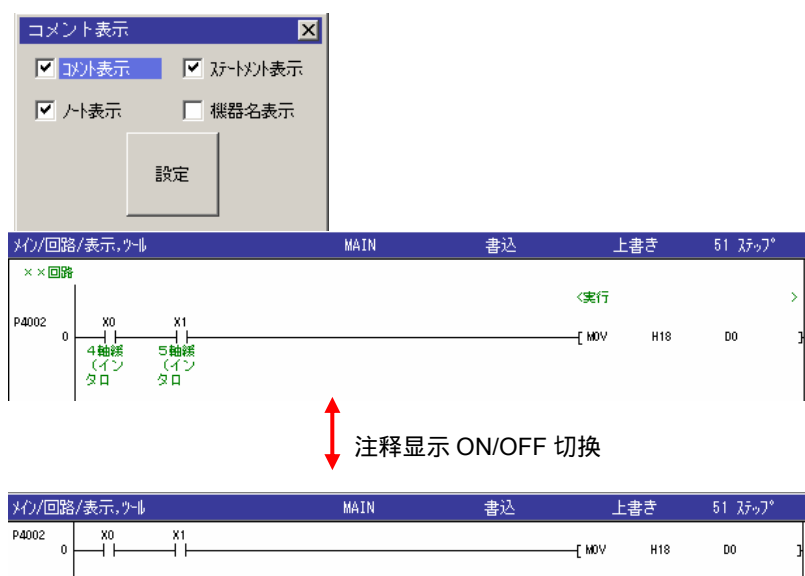 コメント表示
コメント表示 ステートメント表示
ノート表示 機器名表示
設定
メイン/回路/表示,ツール MAIN 書込 上書き 51 ステップ
××回路
<実行 >
P4002 0 X0 X1 [ MOV H18 D0 ]
4軸緩 5軸緩
(イン (イン
タロ タロ
注释显示 ON/OFF 切换
メイン/回路/表示,ツール MAIN 書込 上書き 51 ステップ
P4002 0 X0 X1 [ MOV H18 D0 ]